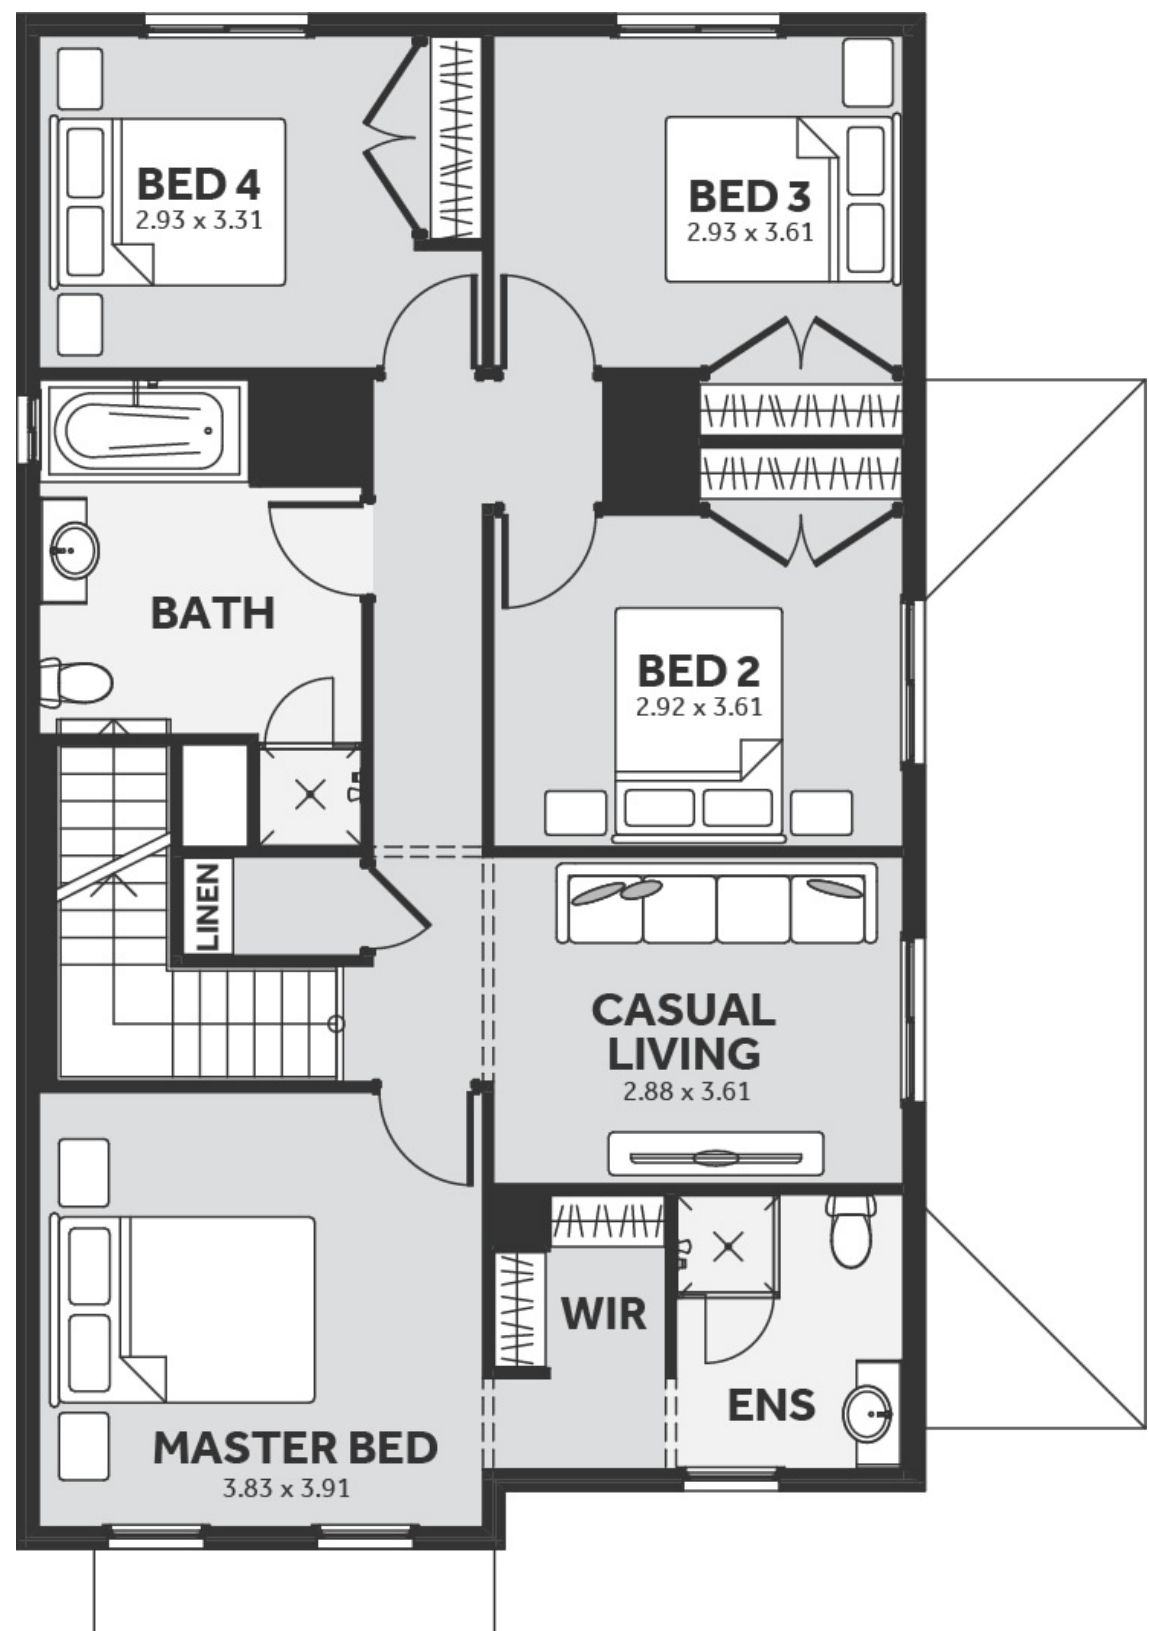 BED 4
2.93 x 3.31
BED 3
2.93 x 3.61
BATH
BED 2
2.92 x 3.61
LINEN
CASUAL
LIVING
2.88 x 3.61
WIR
ENS
MASTER BED
3.83 x 3.91